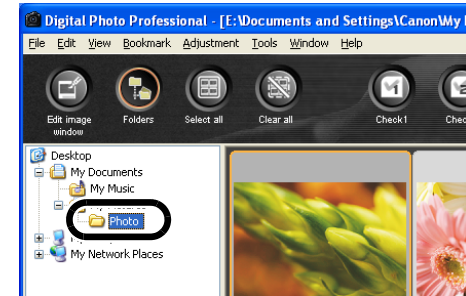 Digital Photo Professional - [E:\Documents and Settings\Canon\My
File Edit View Bookmark Adjustment Tools Window Help
Edit image window
Folders
Select all
Clear all
Check1
Desktop
My Documents
My Music
Photo
My Network Places